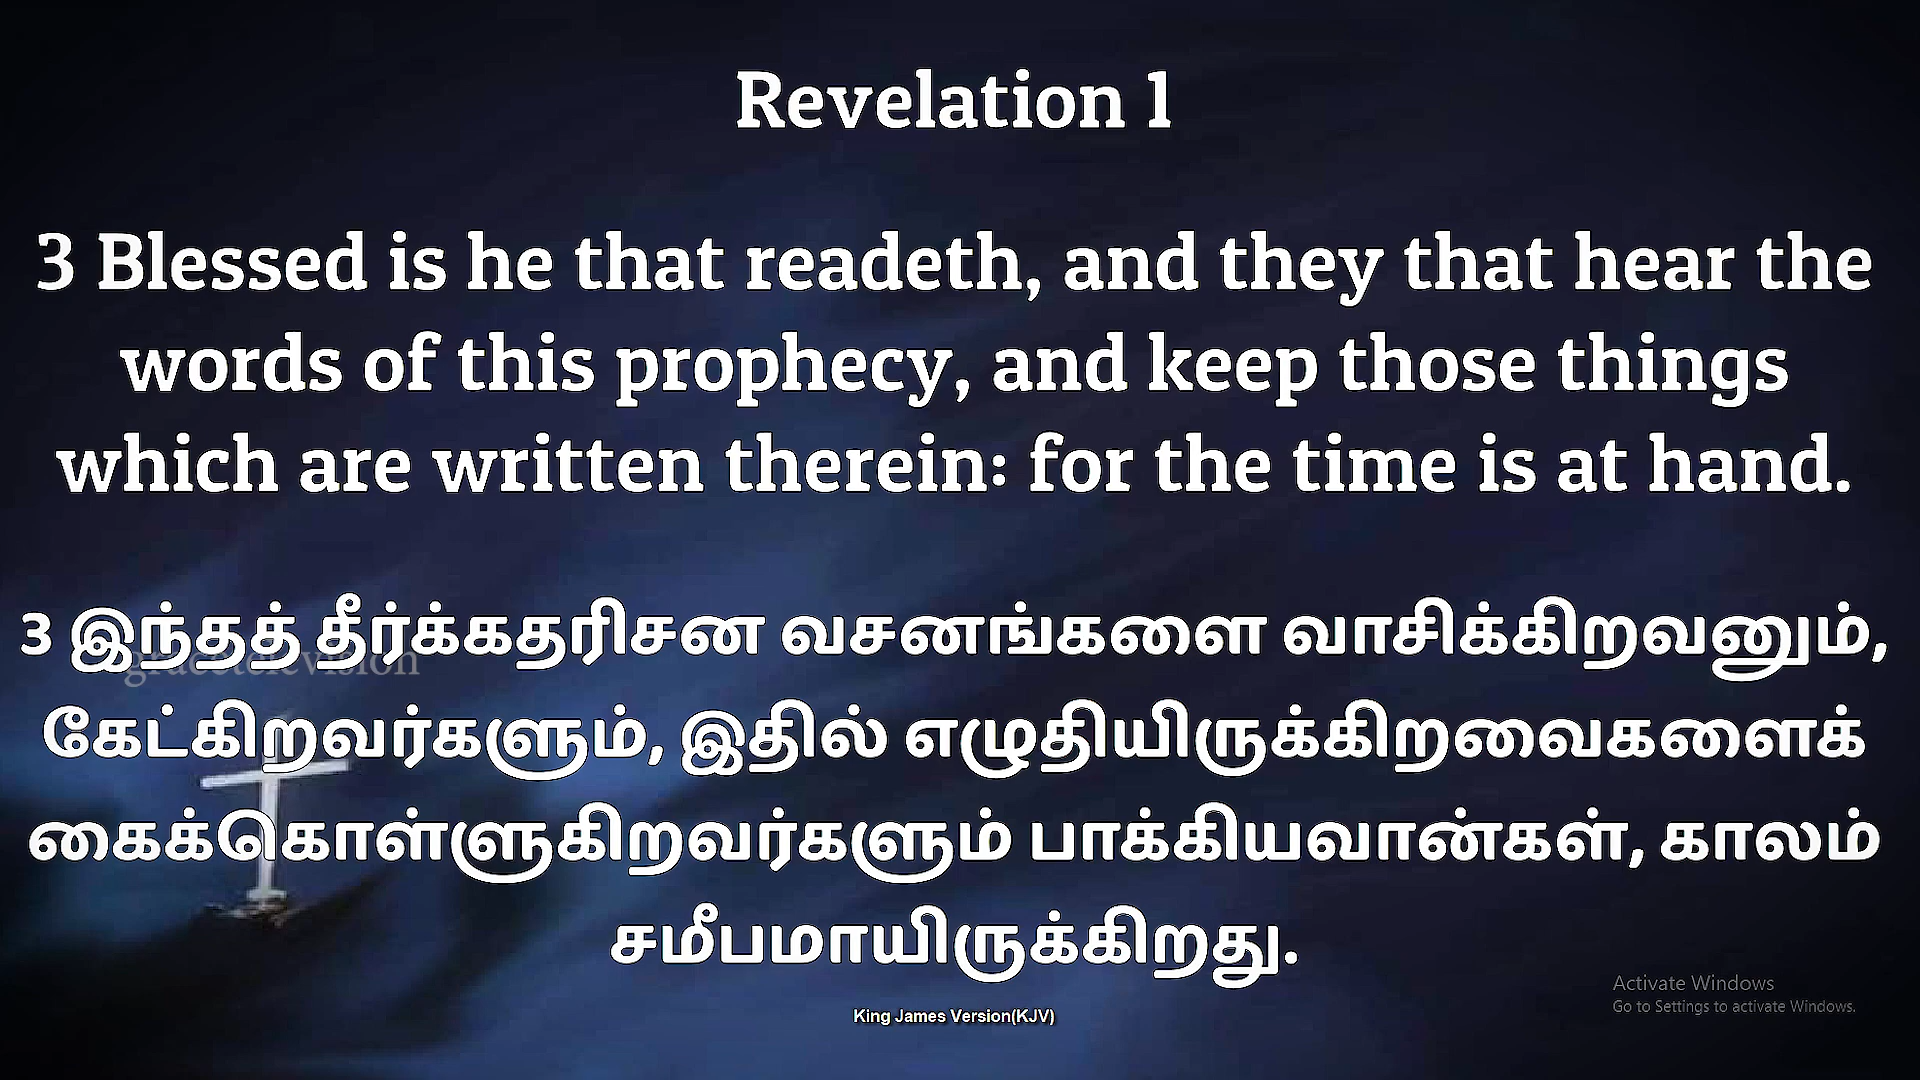 Revelation 1
3 Blessed is he that readeth, and they that hear the
words of this prophecy, and keep those things
which are written therein: for the time is at hand.
3 இந்தத் தீர்க்கதரிசன வசனங்களை வாசிக்கிறவனும்,
gracetelevision
கேட்கிறவர்களும், இதில் எழுதியிருக்கிறவைகளைக்
கைக்கொள்ளுகிறவர்களும் பாக்கியவான்கள், காலம்
சமீபமாயிருக்கிறது.
Activate Windows
Go to Settings to activate Windows.
King James Version(KJV)